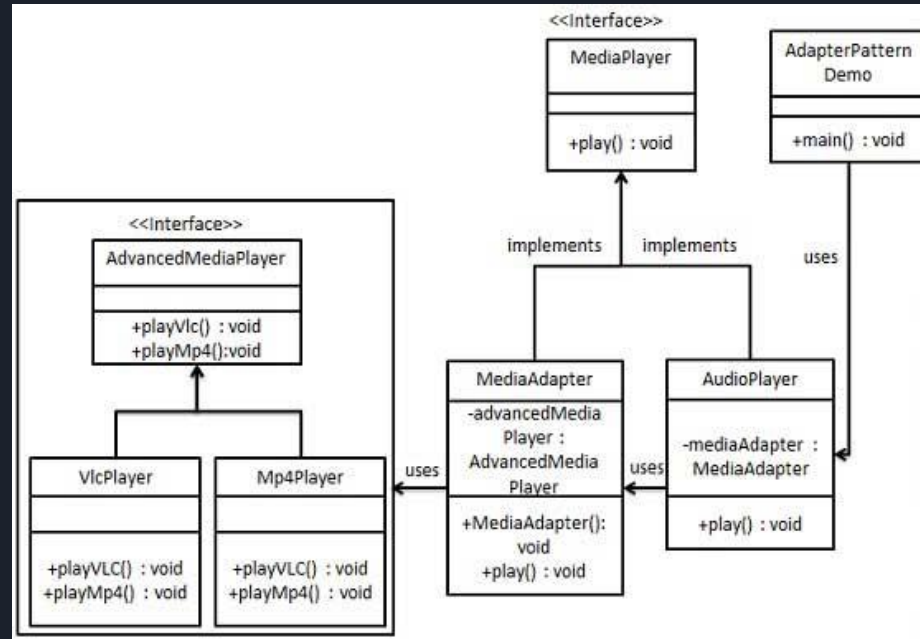 <<Interface>>
MediaPlayer
+play() : void
AdapterPattern
Demo
+main() : void
implements
implements
uses
<<Interface>>
AdvancedMediaPlayer
+playVlc() : void
+playMp4():void
VlcPlayer
+playVLC() : void
+playMp4() : void
Mp4Player
+playVLC() : void
+playMp4() : void
uses
MediaAdapter
-advancedMedia
Player :
AdvancedMedia
Player
+MediaAdapter():
void
+play() : void
uses
AudioPlayer
-mediaAdapter :
MediaAdapter
+play() : void